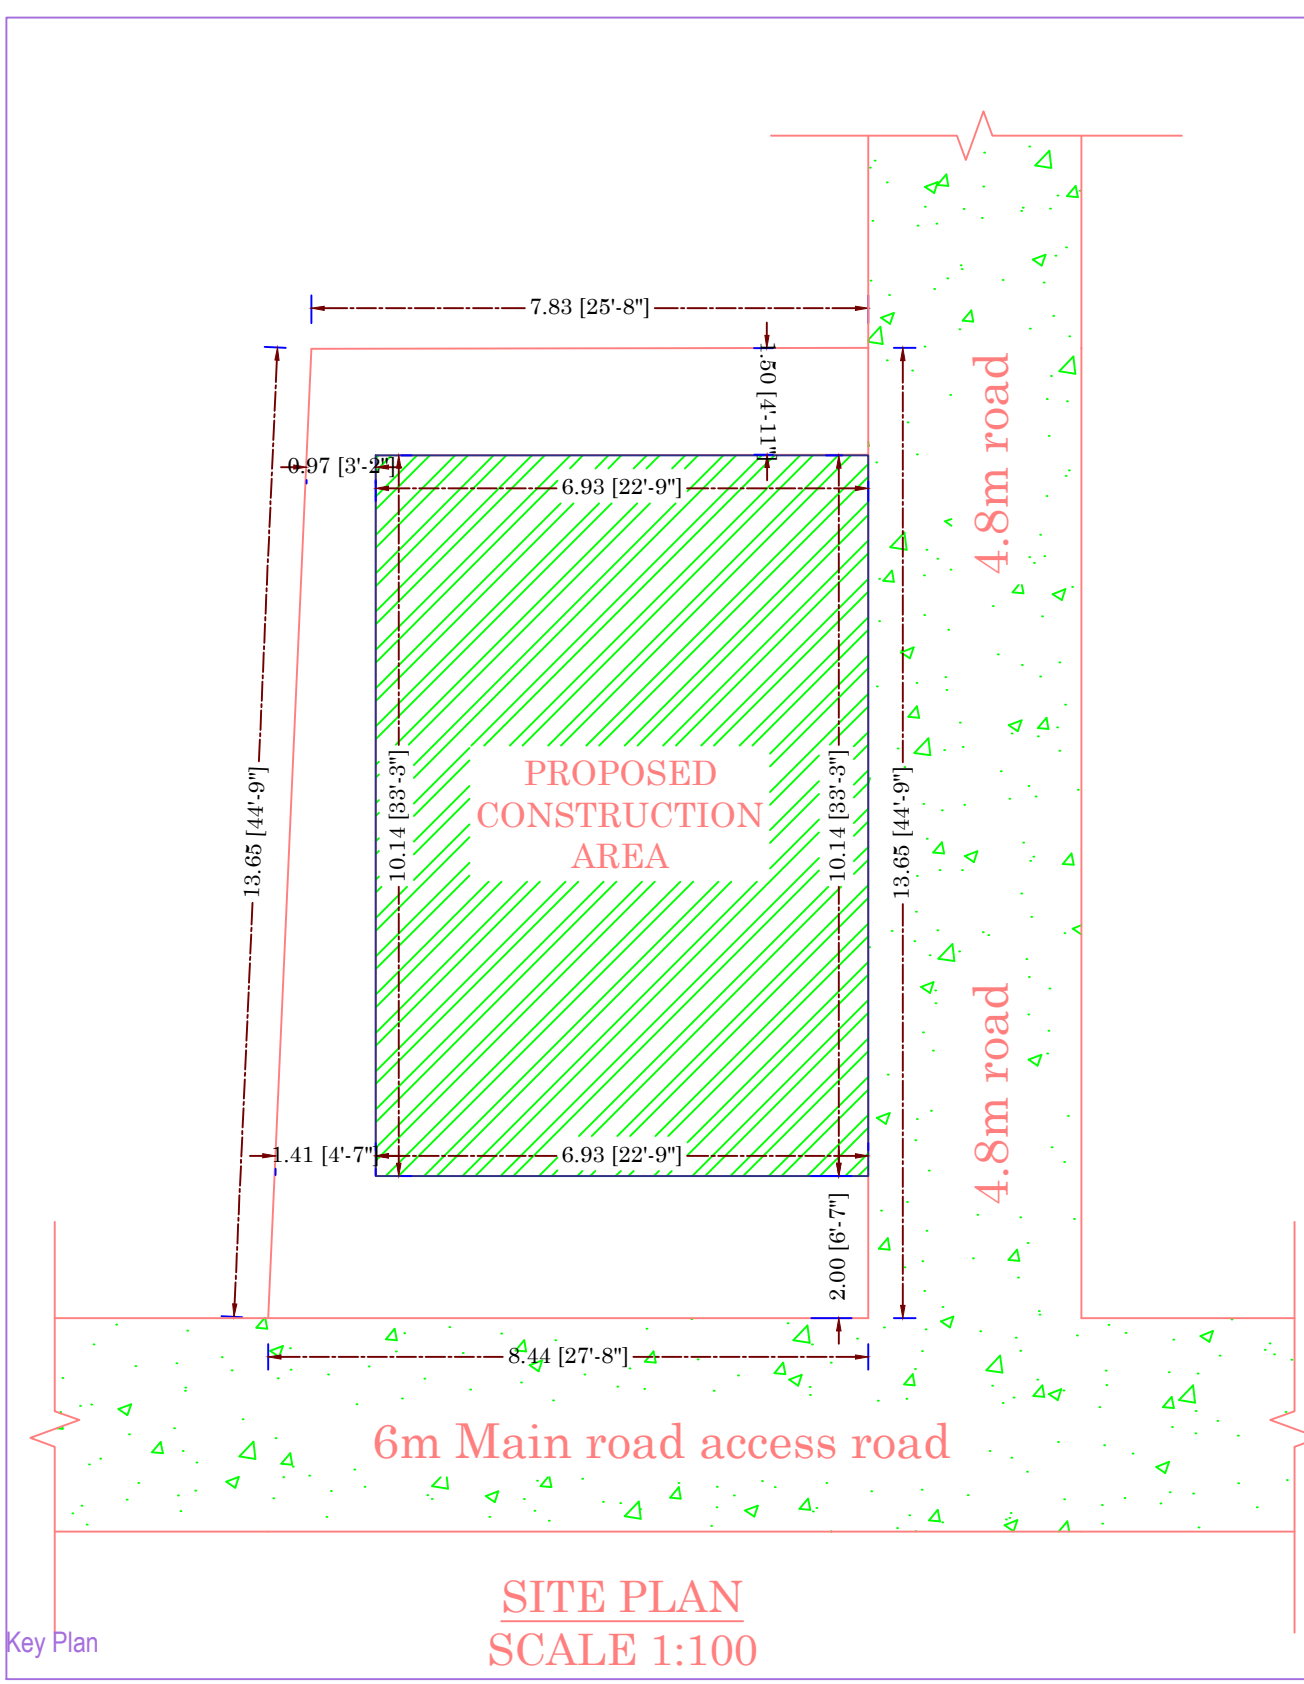 7.83 [25'-8"]
1.50 [4'-11"]
0.97 [3'-2"]
6.93 [22'-9"]
4.8m road
PROPOSED
CONSTRUCTION
AREA
13.65 [44'-9"]
10.14 [33'-3"]
10.14 [33'-3"]
13.65 [44'-9"]
4.8m road
1.41 [4'-7"]
6.93 [22'-9"]
2.00 [6'-7"]
8.44 [27'-8"]
6m Main road access road
SITE PLAN
SCALE 1:100
Key Plan